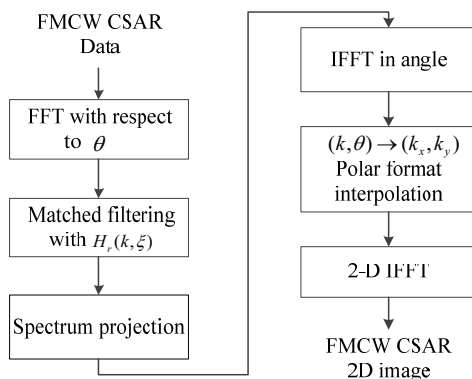 FMCW CSAR
Data
FFT with respect
to θ
Matched filtering
with H_r(k,ξ)
Spectrum projection
IFFT in angle
(k,θ)→(k_x,k_y)
Polar format
interpolation
2-D IFFT
FMCW CSAR
2D image